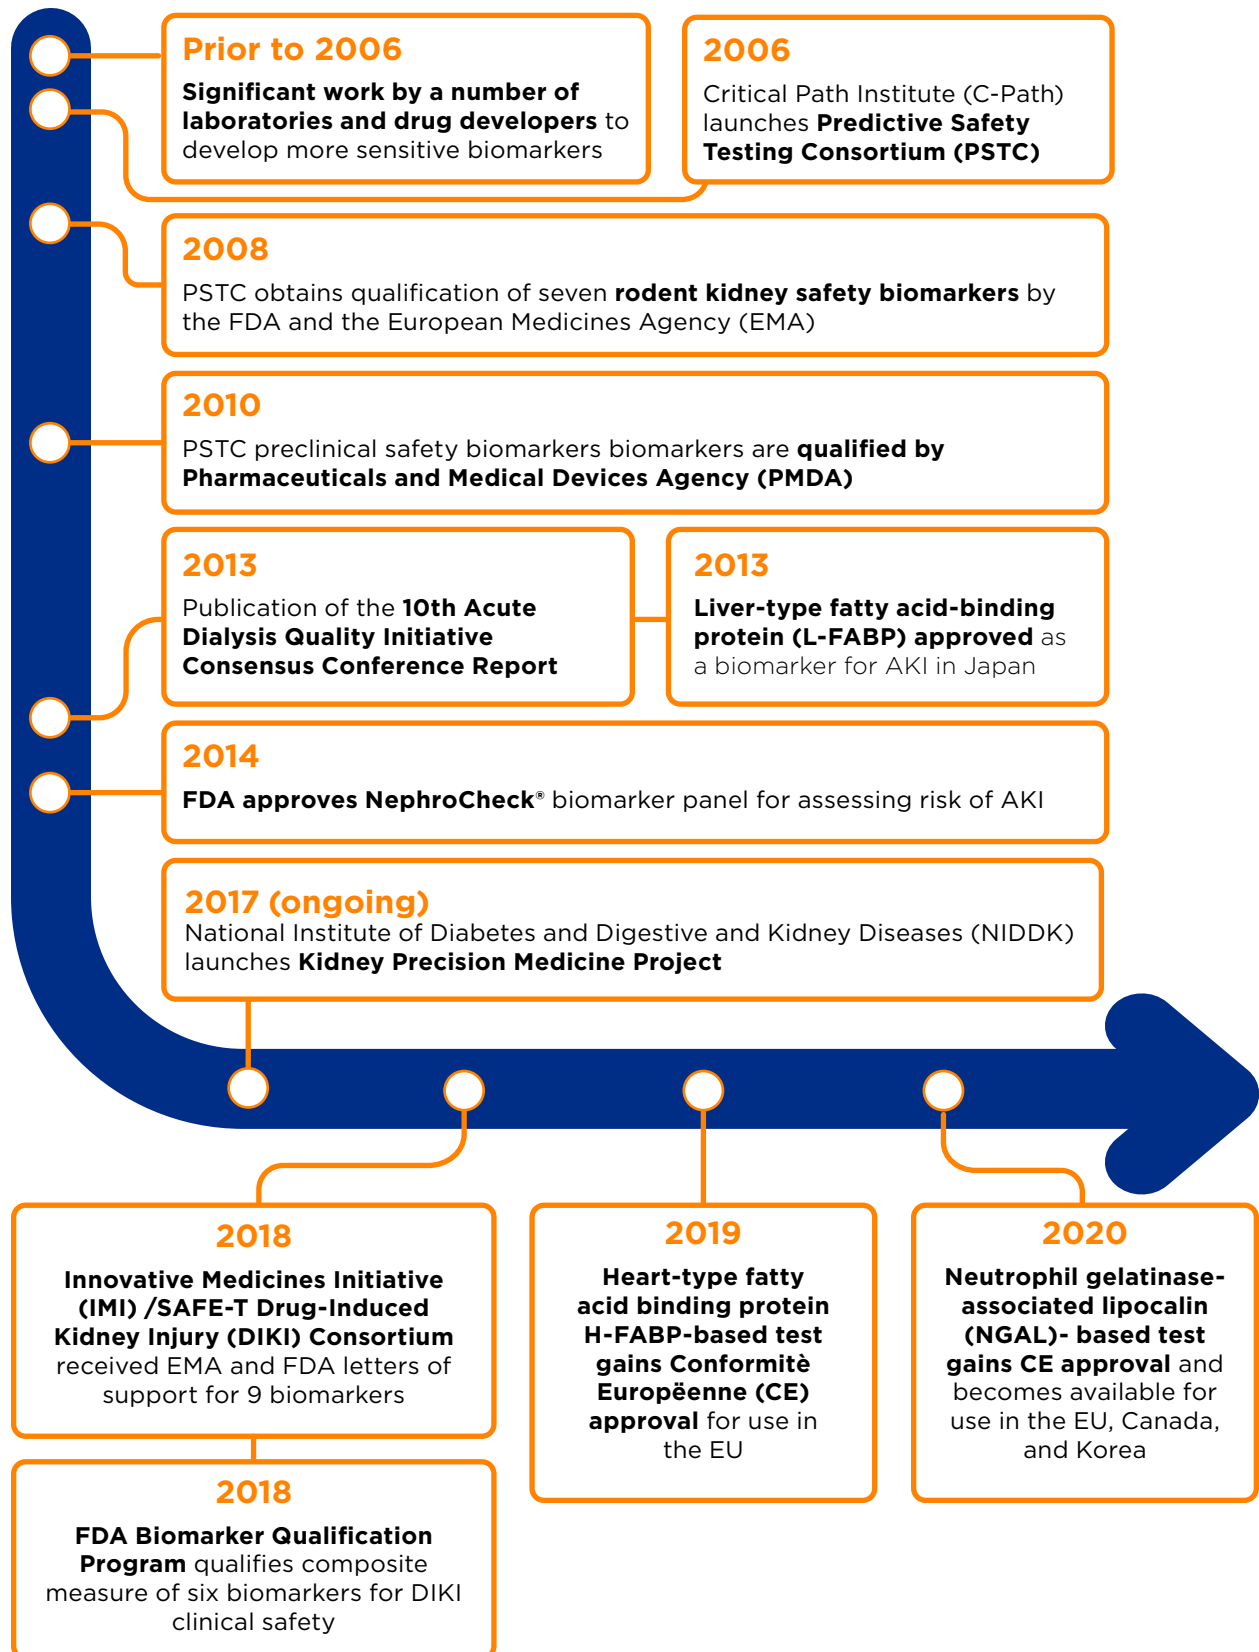 Prior to 2006
Significant work by a number of
laboratories and drug developers to
develop more sensitive biomarkers
2006
Critical Path Institute (C-Path)
launches Predictive Safety
Testing Consortium (PSTC)
2008
PSTC obtains qualification of seven rodent kidney safety biomarkers by
the FDA and the European Medicines Agency (EMA)
2010
PSTC preclinical safety biomarkers biomarkers are qualified by
Pharmaceuticals and Medical Devices Agency (PMDA)
2013
Publication of the 10th Acute
Dialysis Quality Initiative
Consensus Conference Report
2013
Liver-type fatty acid-binding
protein (L-FABP) approved as
a biomarker for AKI in Japan
2014
FDA approves NephroCheck® biomarker panel for assessing risk of AKI
2017 (ongoing)
National Institute of Diabetes and Digestive and Kidney Diseases (NIDDK)
launches Kidney Precision Medicine Project
2018
Innovative Medicines Initiative
(IMI) /SAFE-T Drug-Induced
Kidney Injury (DIKI) Consortium
received EMA and FDA letters of
support for 9 biomarkers
2018
FDA Biomarker Qualification
Program qualifies composite
measure of six biomarkers for DIKI
clinical safety
2019
Heart-type fatty
acid binding protein
H-FABP-based test
gains Conformitè
Europëenne (CE)
approval for use in
the EU
2020
Neutrophil gelatinase-
associated lipocalin
(NGAL)- based test
gains CE approval and
becomes available for
use in the EU, Canada,
and Korea